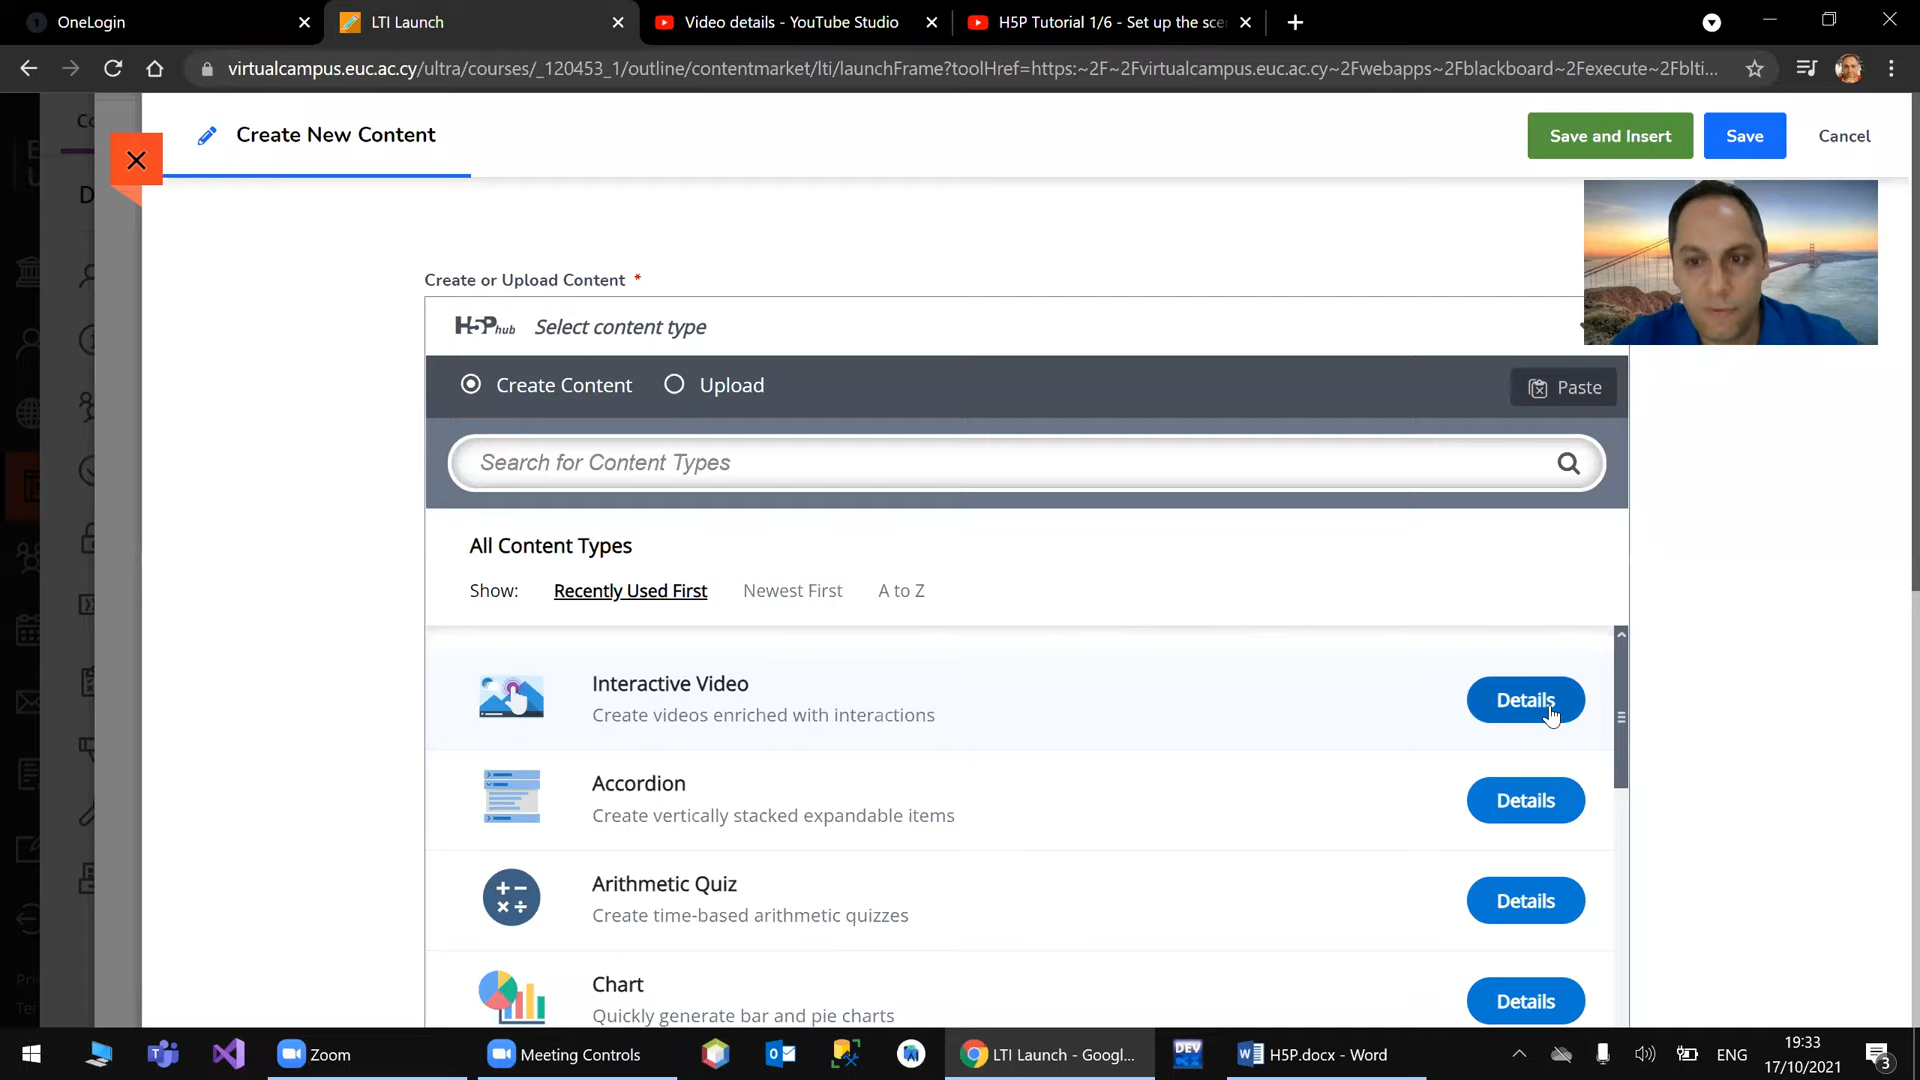 OneLogin
LTI Launch
Video details - YouTube Studio
H5P Tutorial 1/6 - Set up the sce
virtualcampus.euc.ac.cy/ultra/courses/_120453_1/outline/contentmarket/lti/launchFrame?toolHref=https:~2F~2Fvirtualcampus.euc.ac.cy~2Fwebapps~2Fblackboard~2Fexecute~2Fblti...
Create New Content
Save and Insert
Save
Cancel
Create or Upload Content *
H5P hub
Select content type
Create Content
Upload
Paste
Search for Content Types
All Content Types
Show:
Recently Used First
Newest First
A to Z
Interactive Video
Create videos enriched with interactions
Details
Accordion
Create vertically stacked expandable items
Details
Arithmetic Quiz
Create time-based arithmetic quizzes
Details
Chart
Quickly generate bar and pie charts
Details
Zoom
Meeting Controls
LTI Launch - Googl...
DEV
H5P.docx - Word
ENG
19:33
17/10/2021
3